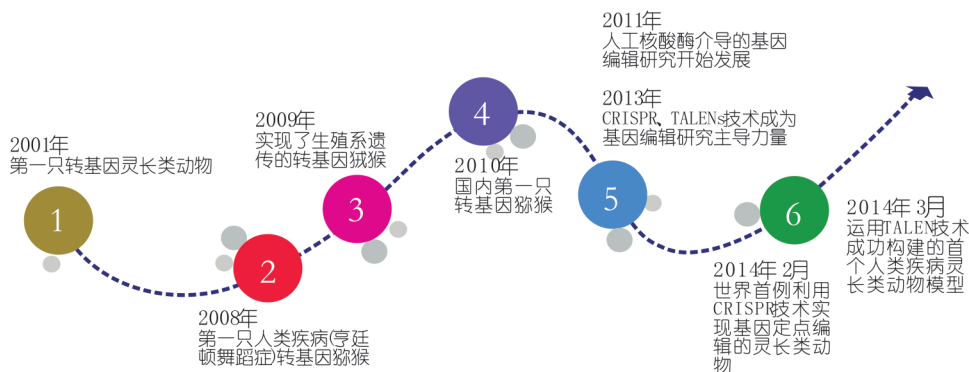 2001年
第一只转基因灵长类动物
1
2
2008年
第一只人类疾病(亨廷
顿舞蹈症)转基因猕猴
2009年
实现了生殖系遗
传的转基因狨猴
3
4
2010年
国内第一只
转基因猕猴
2011年
人工核酸酶介导的基因
编辑研究开始发展
2013年
CRISPR、TALENs技术成为
基因编辑研究主导力量
5
6
2014年2月
世界首例利用
CRISPR技术实
现基因定点编
辑的灵长类动
物
2014年3月
运用TALEN技术
成功构建的首
个人类疾病灵
长类动物模型